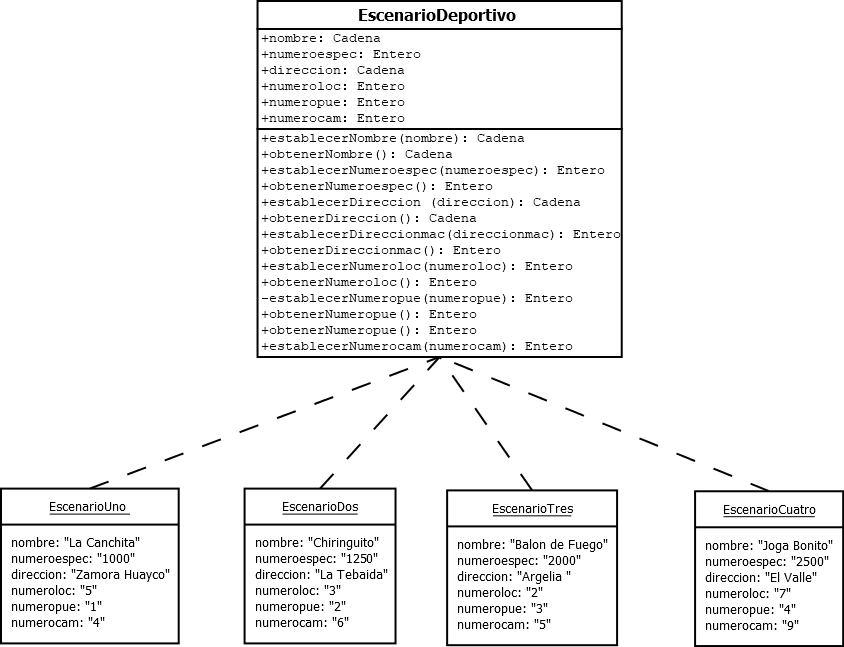 EscenarioDeportivo
+nombre: Cadena
+numeroespec: Entero
+direccion: Cadena
+numeroloc: Entero
+numeropue: Entero
+numerocam: Entero
+establecerNombre(nombre): Cadena
+obtenerNombre(): Cadena
+establecerNumeroespec(numeroespec): Entero
+obtenerNumeroespec(): Entero
+establecerDireccion (direccion): Cadena
+obtenerDireccion(): Cadena
+establecerDireccionmac(direccionmac): Entero
+obtenerDireccionmac(): Entero
+establecerNumeroloc(numeroloc): Entero
+obtenerNumeroloc(): Entero
-establecerNumeropue(numeropue): Entero
+obtenerNumeropue(): Entero
+obtenerNumeropue(): Entero
+establecerNumerocam(numerocam): Entero
EscenarioUno
nombre: "La Canchita"
numeroespec: "1000"
direccion: "Zamora Huayco"
numeroloc: "5"
numeropue: "1"
numerocam: "4"
EscenarioDos
nombre: "Chiringuito"
numeroespec: "1250"
direccion: "La Tebaida"
numeroloc: "3"
numeropue: "2"
numerocam: "6"
EscenarioTres
nombre: "Balon de Fuego"
numeroespec: "2000"
direccion: "Argelia "
numeroloc: "2"
numeropue: "3"
numerocam: "5"
EscenarioCuatro
nombre: "Joga Bonito"
numeroespec: "2500"
direccion: "El Valle"
numeroloc: "7"
numeropue: "4"
numerocam: "9"